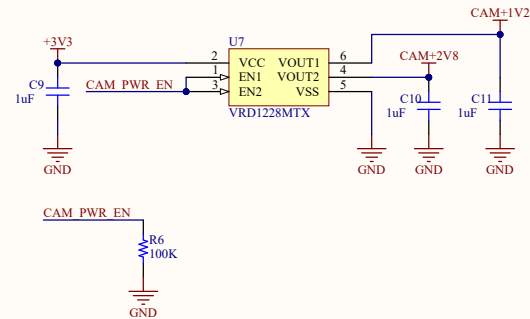 CAM+1V2
+3V3
U7
CAM+2V8
2 VCC VOUT1 6
1 EN1 VOUT2 4
3 EN2 VSS 5
C9
1uF
CAM_PWR_EN
VRD1228MTX
C10
1uF
C11
1uF
GND
GND
GND
GND
CAM_PWR_EN
R6
100K
GND